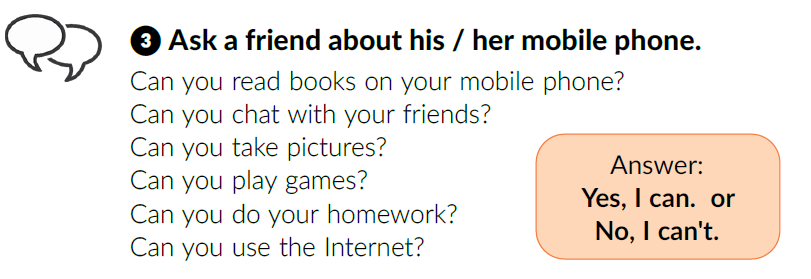 3 Ask a friend about his / her mobile phone.
Can you read books on your mobile phone?
Can you chat with your friends?
Can you take pictures?
Can you play games?
Can you do your homework?
Can you use the Internet?
Answer:
Yes, I can. or
No, I can't.